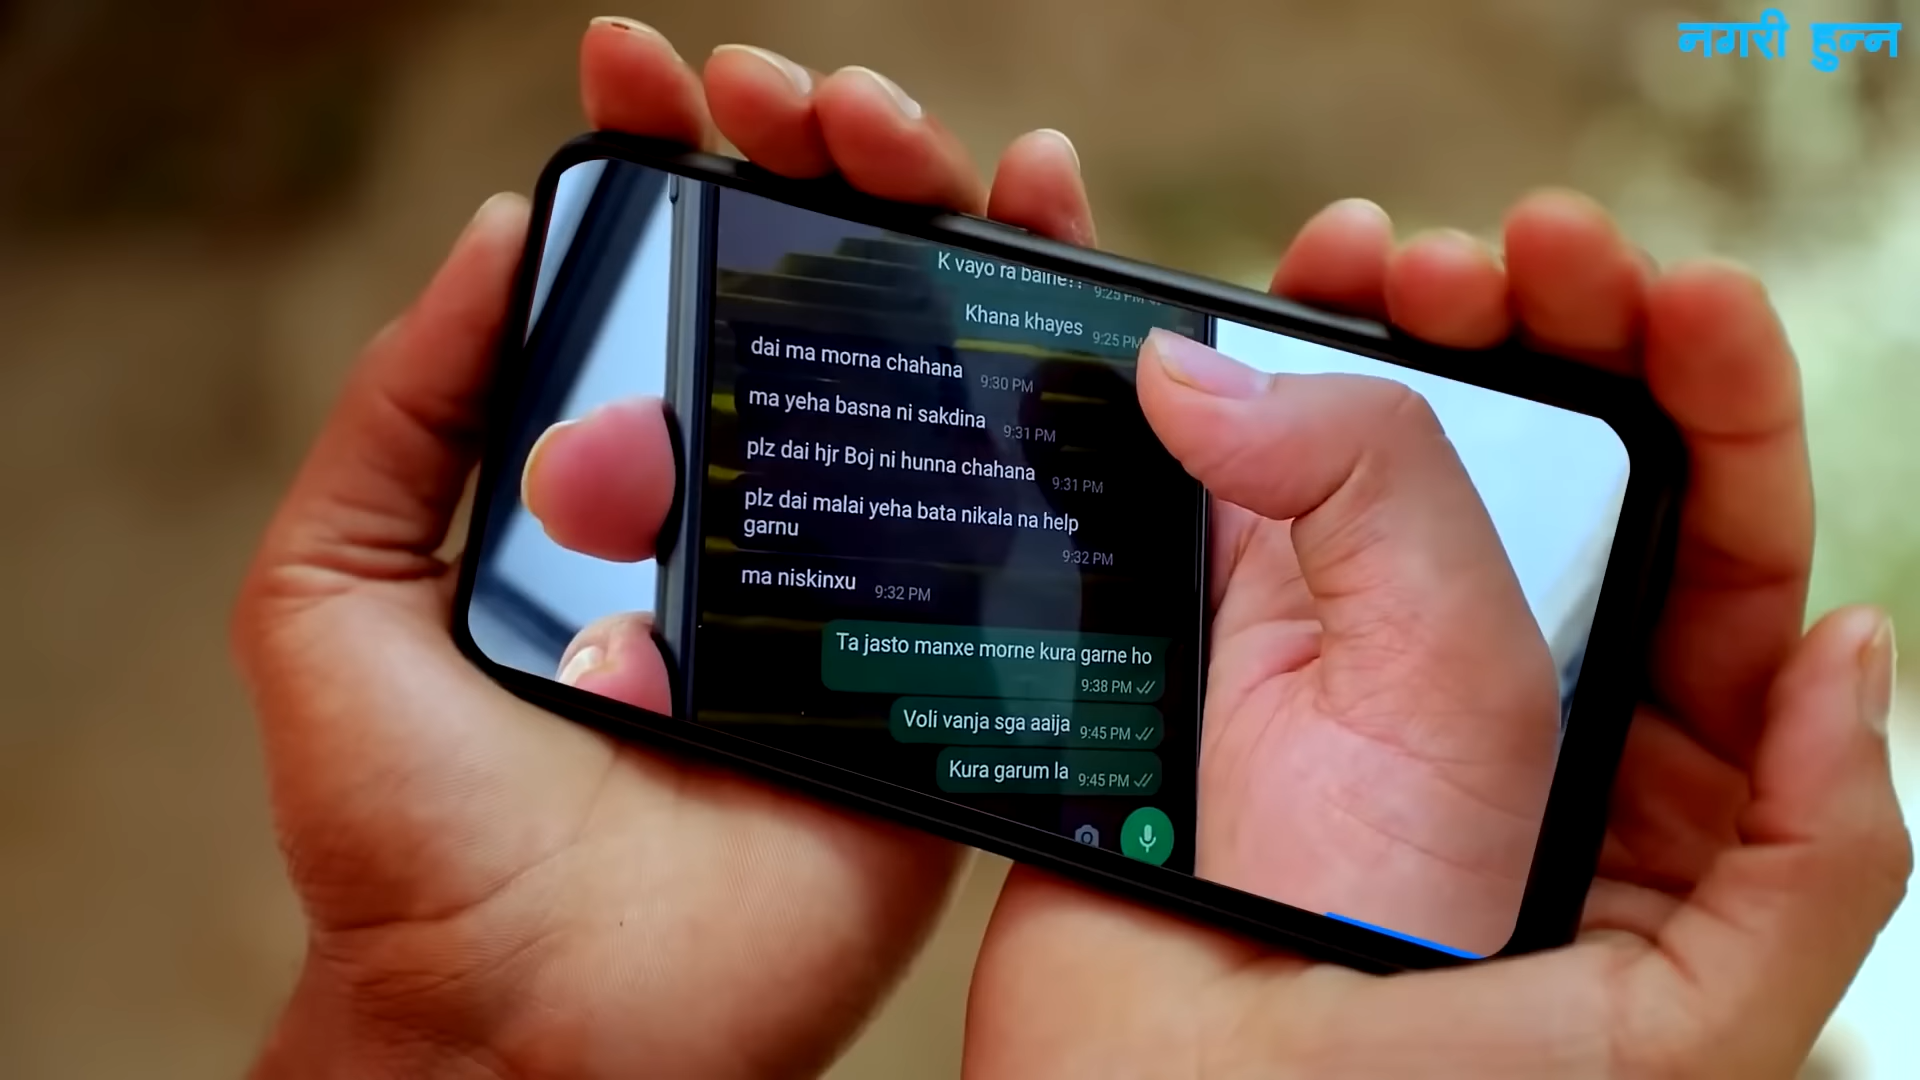 नगरी हुन्न
K vayo ra baine??
9:25 PM
Khana khayes 9:25 PM
dai ma morna chahana 9:30 PM
ma yeha basna ni sakdina 9:31 PM
plz dai hjr Boj ni hunna chahana 9:31 PM
plz dai malai yeha bata nikala na help
garnu
9:32 PM
ma niskinxu 9:32 PM
Ta jasto manxe morne kura garne ho
9:38 PM
Voli vanja sga aaija 9:45 PM
Kura garum la 9:45 PM